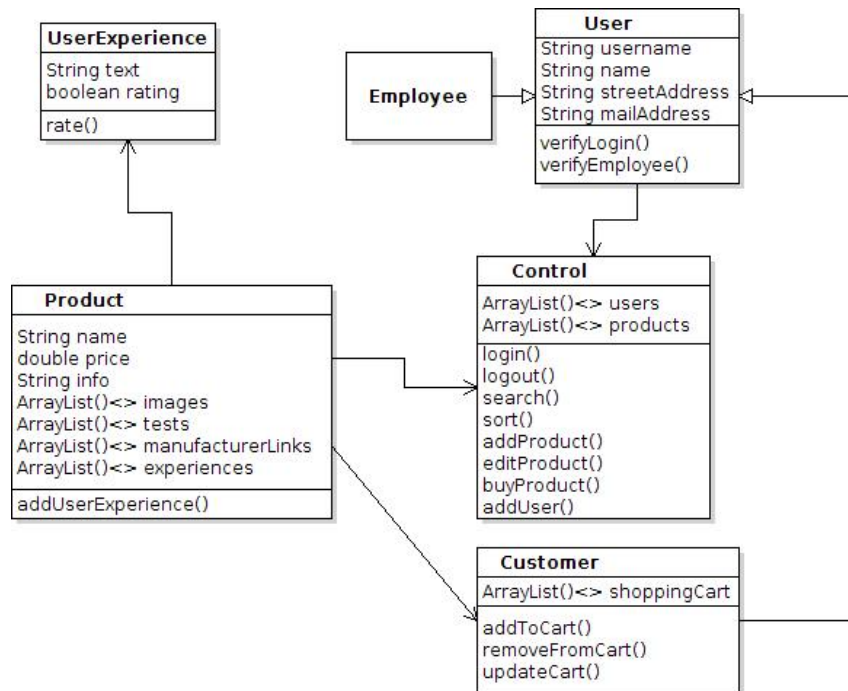 UserExperience
String text
boolean rating
rate()
Employee
User
String username
String name
String streetAddress
String mailAddress
verifyLogin()
verifyEmployee()
Product
String name
double price
String info
ArrayList()<> images
ArrayList()<> tests
ArrayList()<> manufacturerLinks
ArrayList()<> experiences
addUserExperience()
Control
ArrayList()<> users
ArrayList()<> products
login()
logout()
search()
sort()
addProduct()
editProduct()
buyProduct()
addUser()
Customer
ArrayList()<> shoppingCart
addToCart()
removeFromCart()
updateCart()